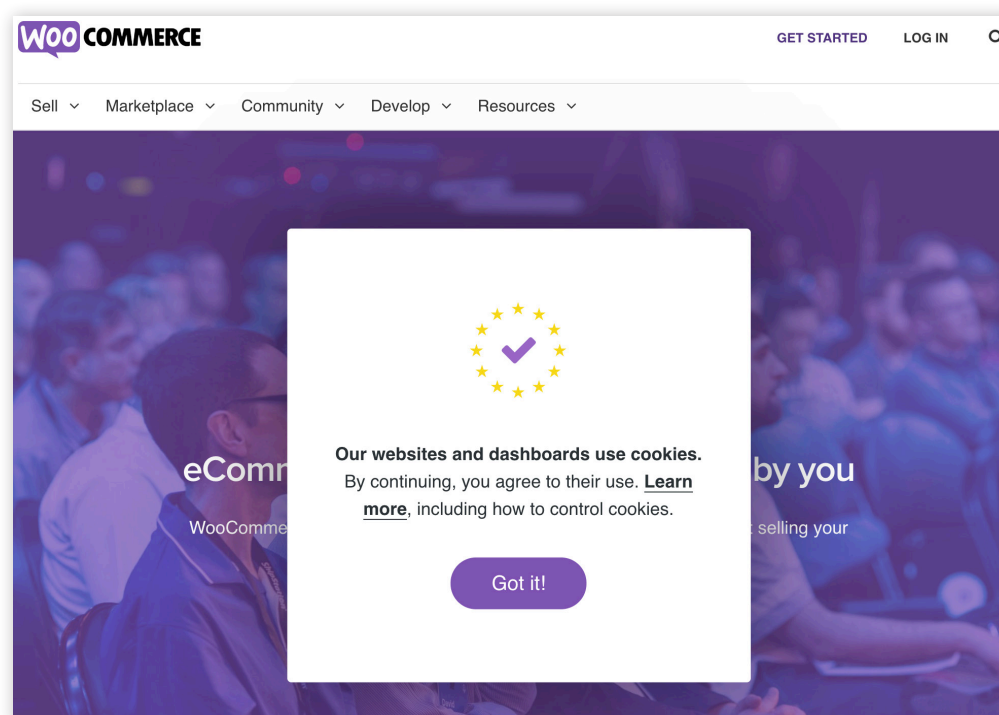 WOO COMMERCE
GET STARTED
LOG IN
Sell
Marketplace
Community
Develop
Resources
Our websites and dashboards use cookies.
By continuing, you agree to their use. Learn
more, including how to control cookies.
eComm
by you
WooComme
selling your
Got it!